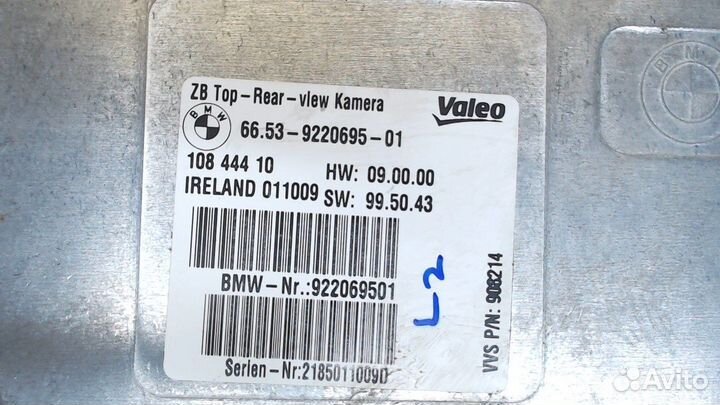 ZB Top-Rear-view Kamera
Valeo
BMW
66.53-9220695-01
108 444 10 HW: 09.00.00
IRELAND 011009 SW: 99.50.43
BMW-Nr.:922069501
Serien-Nr:2185011009D
VVS P/N: 908214
L2
Avito